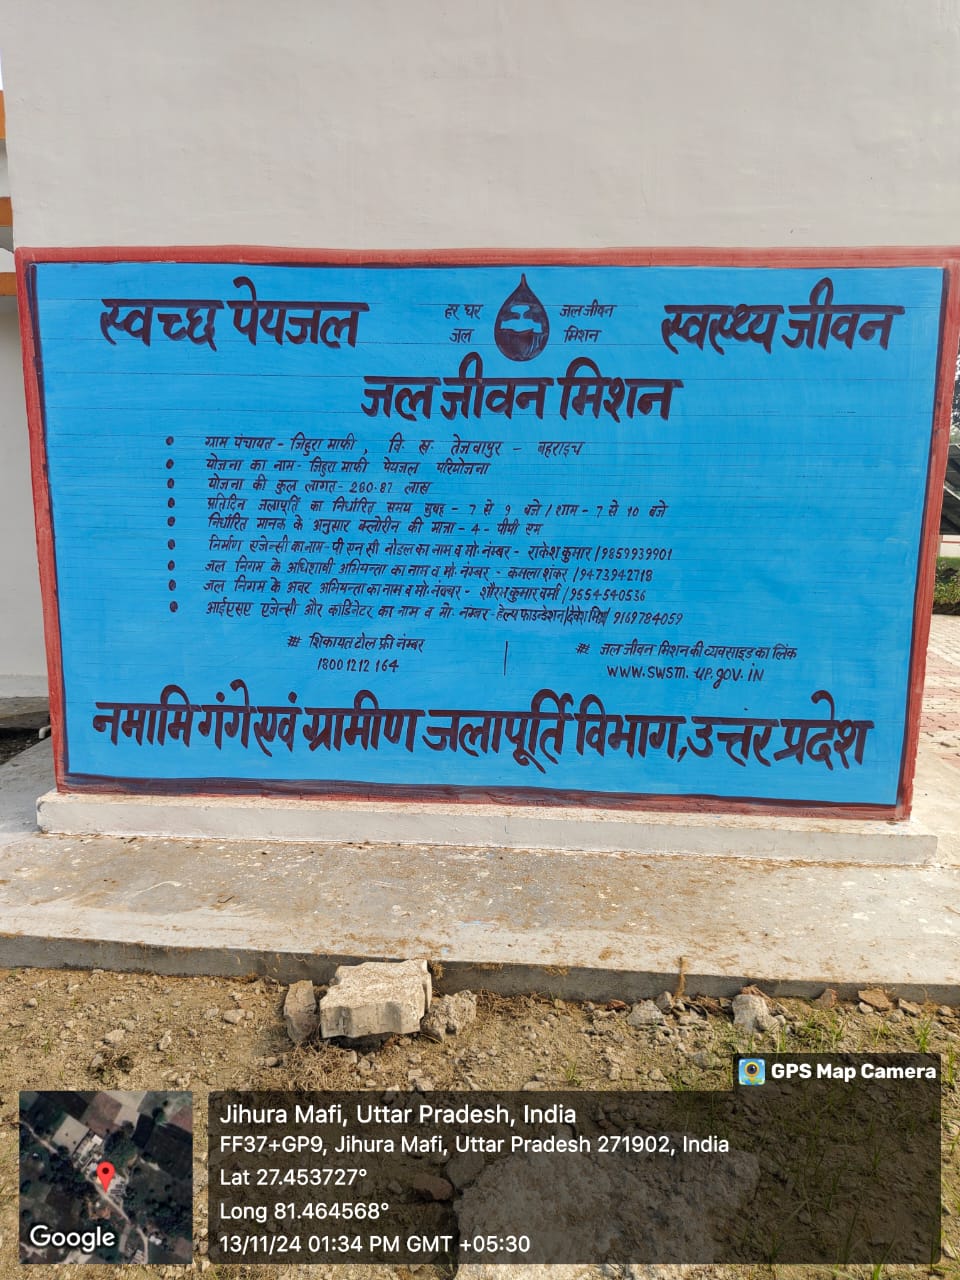 स्वच्छ पेयजल
हर घर जल
जल जीवन मिशन
स्वस्थ्य जीवन
जल जीवन मिशन
ग्राम पंचायत - जिहुरा माफी , वि. ख. तेजवापुर - बहराइच
योजना का नाम - जिहुरा माफी पेयजल परियोजना
योजना की कुल लागत - 260.87 लाख
प्रतिदिन जलापूर्ति का निर्धारित समय सुबह - 7 से 9 बजे / शाम - 7 से 10 बजे
निर्धारित मानक के अनुसार क्लोरीन की मात्रा - 4 - पीपी एम
निर्माण एजेन्सी का नाम - पी एन सी नोडल का नाम व मो. नम्बर - राकेश कुमार / 9859939901
जल निगम के अधिशाषी अभियन्ता का नाम व मो. नम्बर - कमला शंकर / 9473942718
जल निगम के अवर अभियन्ता का नाम व मो. नम्बर - कुमार वर्मा / 9554540536
आईएसए एजेन्सी और कार्डिनेटर का नाम व मो. नम्बर - हेल्प फाउन्डेशन / 9169784059
# शिकायत टोल फ्री नंम्बर
1800 1212 164
# जल जीवन मिशन की व्यवसाइड का लिंक
www.swsm.up.gov.in
नमामि गंगे एवं ग्रामीण जलापूर्ति विभाग, उत्तर प्रदेश
GPS Map Camera
Jihura Mafi, Uttar Pradesh, India
FF37+GP9, Jihura Mafi, Uttar Pradesh 271902, India
Lat 27.453727°
Long 81.464568°
13/11/24 01:34 PM GMT +05:30
Google